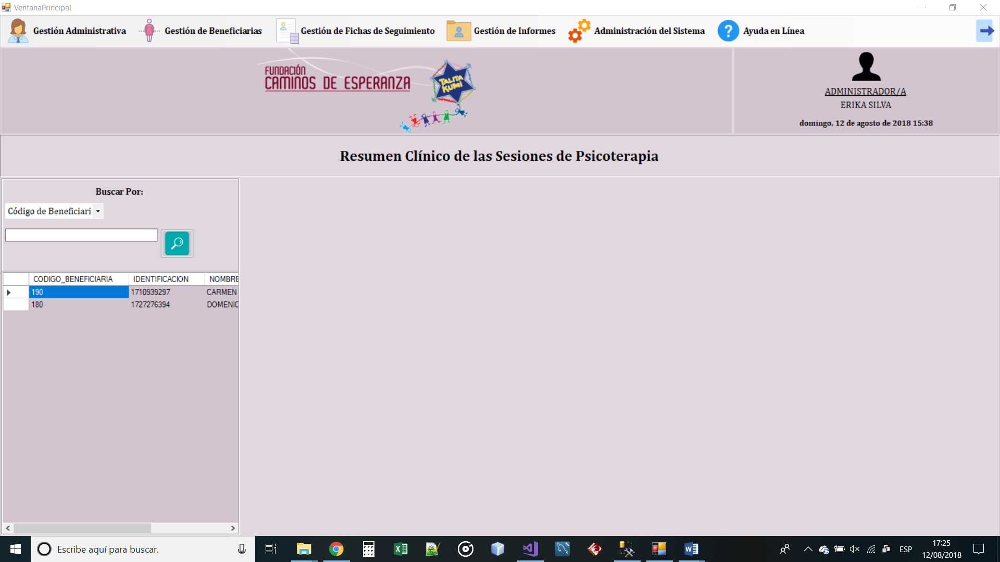 VentanaPrincipal
Gestión Administrativa
Gestión de Beneficiarias
Gestión de Fichas de Seguimiento
Gestión de Informes
Administración del Sistema
?
Ayuda en Línea
FUNDACIÓN
CAMINOS DE ESPERANZA
TALITA
KUMI
ADMINISTRADOR/A
ERIKA SILVA
domingo, 12 de agosto de 2018 15:38
Resumen Clínico de las Sesiones de Psicoterapia
Buscar Por:
Código de Beneficiari
CODIGO_BENEFICIARIA IDENTIFICACION NOMBRE
190 1710939297 CARMEN
180 1727276394 DOMENIC
Escribe aquí para buscar.
ESP
17:25
12/08/2018